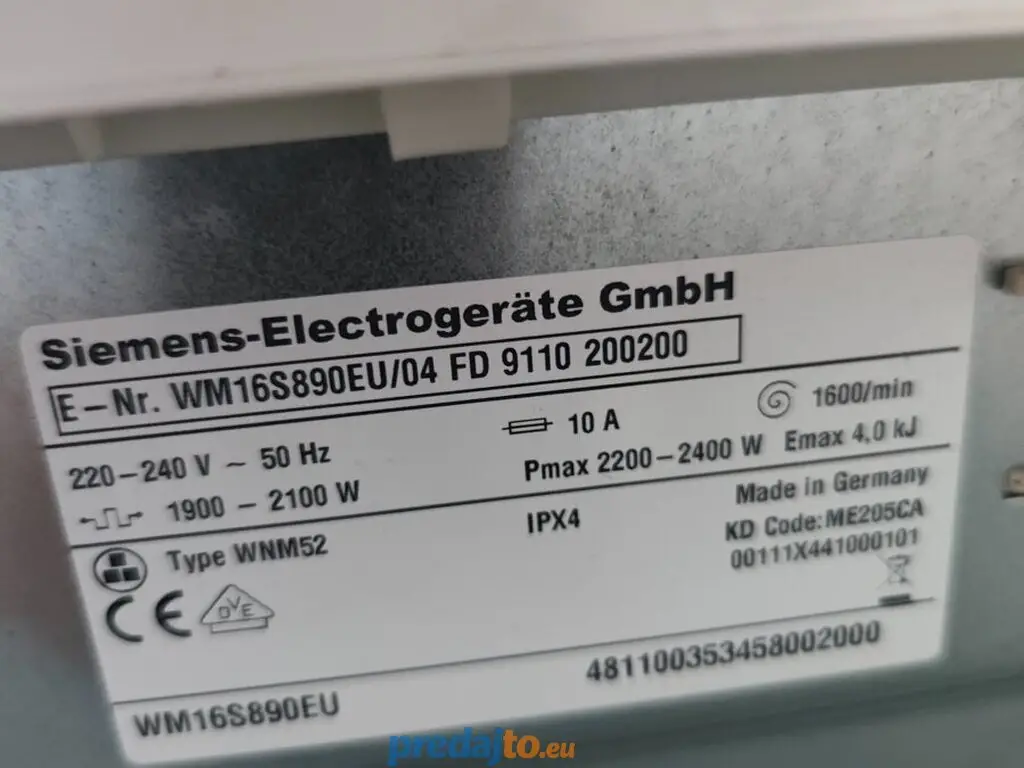 Siemens-Electrogeräte GmbH
E-Nr. WM16S890EU/04 FD 9110 200200
220-240 V ~ 50 Hz
10 A
1600/min
1900 - 2100 W
Pmax 2200-2400 W
Emax 4,0 kJ
Type WNM52
IPX4
Made in Germany
KD Code:ME205CA
00111X441000101
CE
OVE
481100353458002000
WM16S890EU
predajto.eu